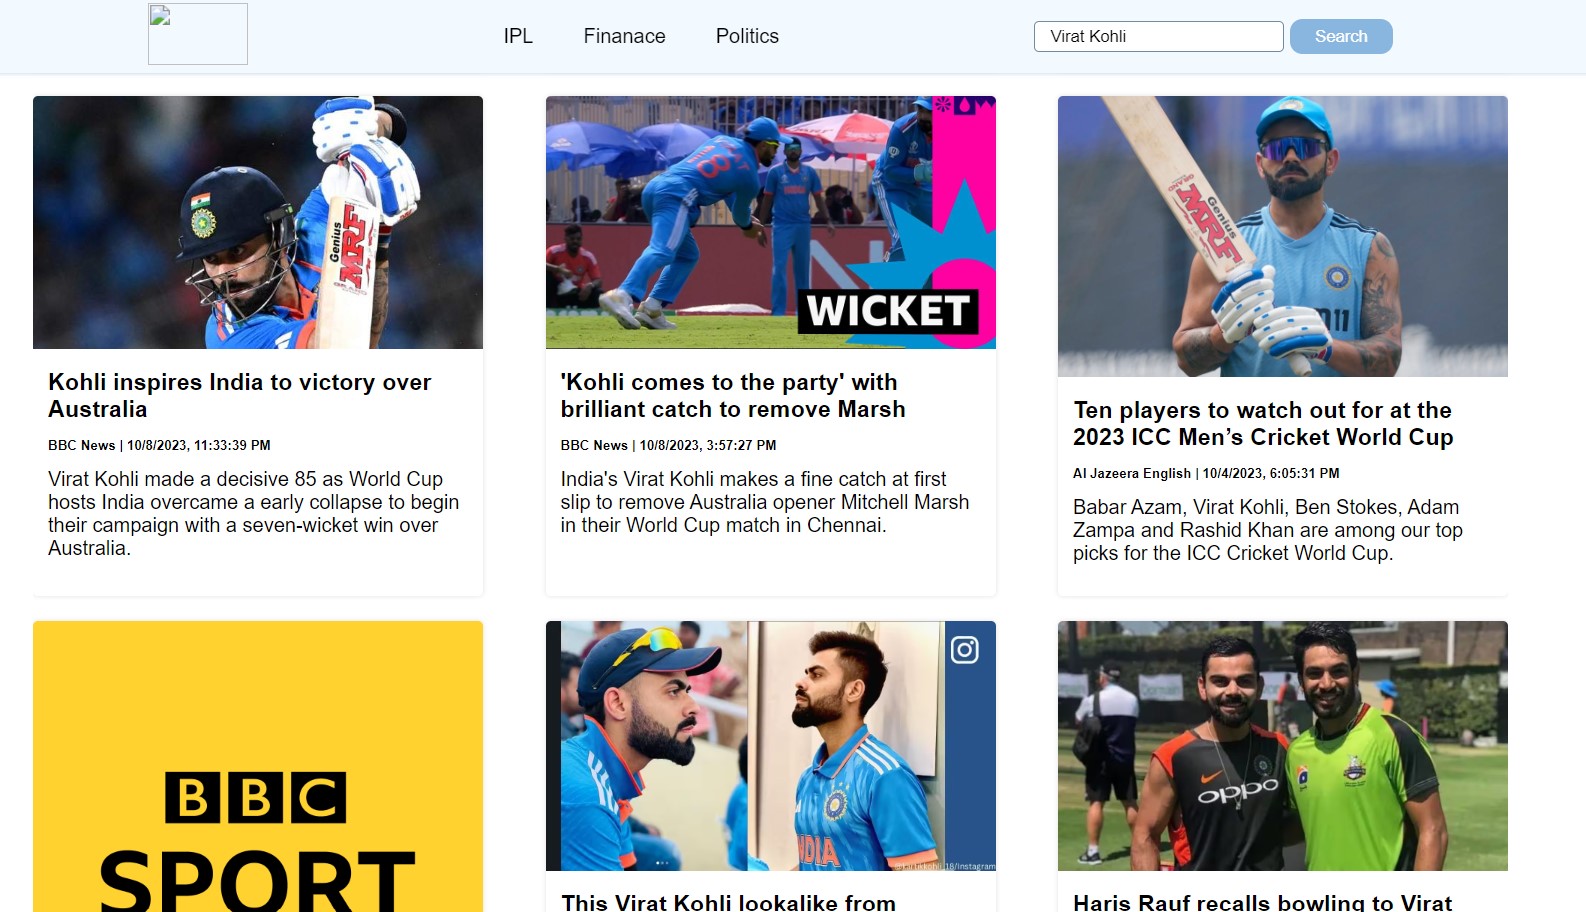 IPL
Finanace
Politics
Virat Kohli
Search
Genius
MRF
GRAND
18
WICKET
Genius
MRF
GRAND
Kohli inspires India to victory over
Australia
BBC News | 10/8/2023, 11:33:39 PM
Virat Kohli made a decisive 85 as World Cup
hosts India overcame a early collapse to begin
their campaign with a seven-wicket win over
Australia.
'Kohli comes to the party' with
brilliant catch to remove Marsh
BBC News | 10/8/2023, 3:57:27 PM
India's Virat Kohli makes a fine catch at first
slip to remove Australia opener Mitchell Marsh
in their World Cup match in Chennai.
Ten players to watch out for at the
2023 ICC Men’s Cricket World Cup
Al Jazeera English | 10/4/2023, 6:05:31 PM
Babar Azam, Virat Kohli, Ben Stokes, Adam
Zampa and Rashid Khan are among our top
picks for the ICC Cricket World Cup.
BBC
SPORT
oppo
This Virat Kohli lookalike from
Haris Rauf recalls bowling to Virat